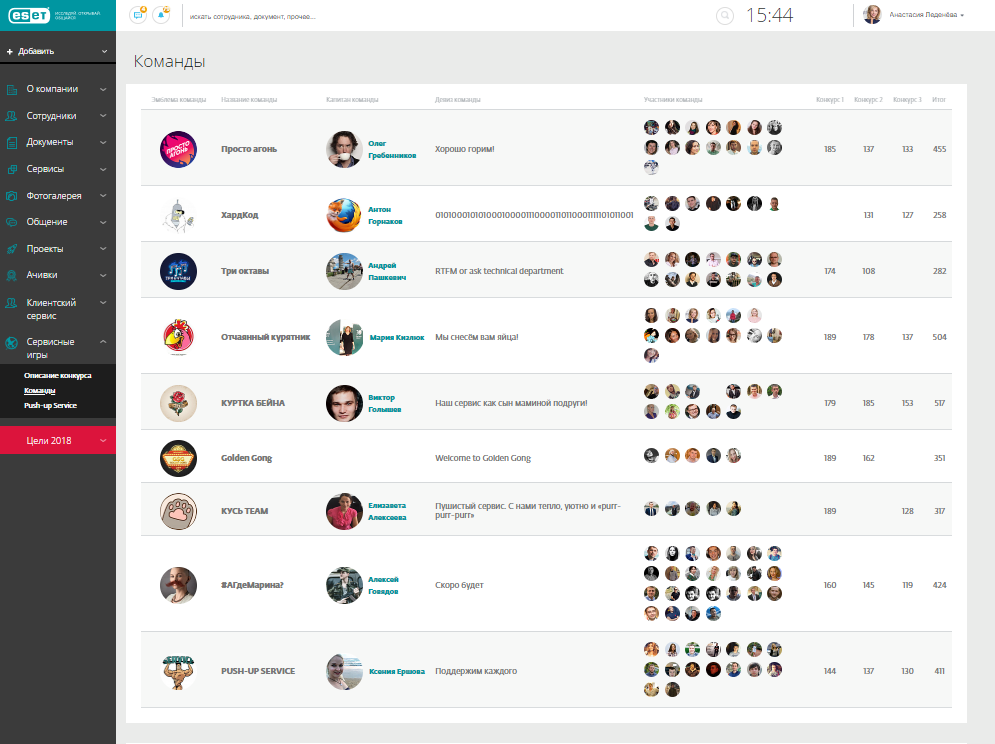 eseт
ИССЛЕДУЙ, ОТКРЫВАЙ
ОБЩАЙСЯ
искать сотрудника, документ, прочее...
15:44
Анастасия Леденёва
Добавить
О компании
Сотрудники
Документы
Сервисы
Фотогалерея
Общение
Проекты
Ачивки
Клиентский
сервис
Сервисные
игры
Описание конкурса
Команды
Push-up Service
Цели 2018
Команды
Эмблема команды Название команды Капитан команды Девиз команды Участники команды Конкурс 1 Конкурс 2 Конкурс 3 Итог
ПРОСТО
АГОНЬ
Просто агонь Олег
Гребенников Хорошо горим! 185 137 133 455
ХардКод Антон
Горнаков 131 127 258
Три октавы Андрей
Пашкевич RTFM or ask technical department 174 108 282
Отчаянный курятник Мария Кизлюк Мы снесём вам яйца! 189 178 137 504
КУРТКА БЕЙНА Виктор
Голышев Наш сервис как сын маминой подруги! 179 185 153 517
Golden Gong Welcome to Golden Gong 189 162 351
КУСЬ TEAM Елизавета
Алексеева Пушистый сервис. С нами тепло, уютно и «purr-
purr-purr» 189 128 317
#АГдеМарина? Алексей
Говядов Скоро будет 160 145 119 424
PUSH-UP SERVICE Ксения Ершова Поддержим каждого 144 137 130 411